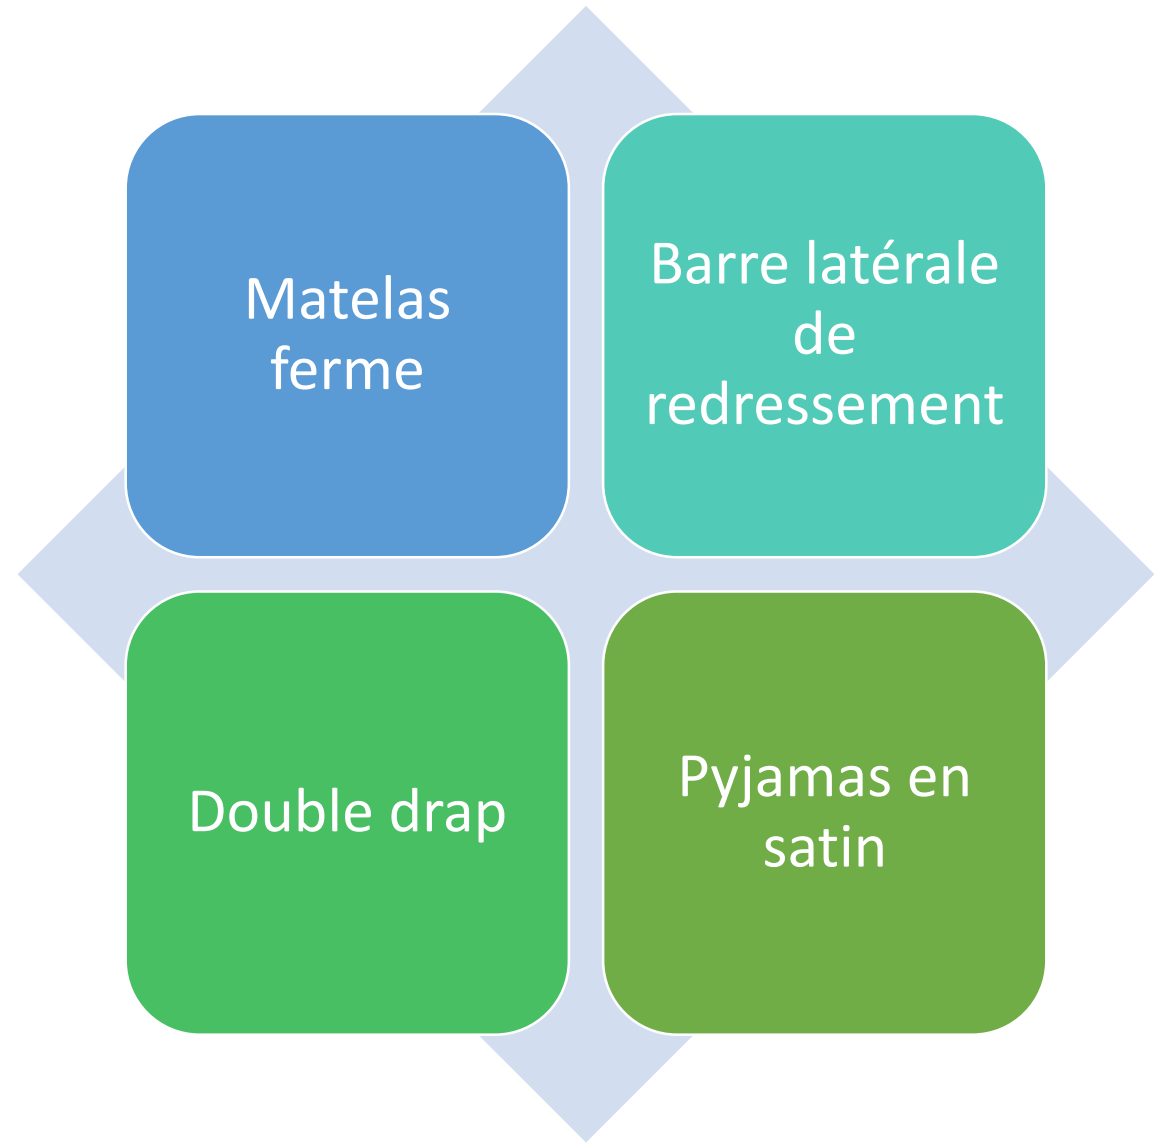 Matelas
ferme
Barre latérale
de
redressement
Double drap
Pyjamas en
satin